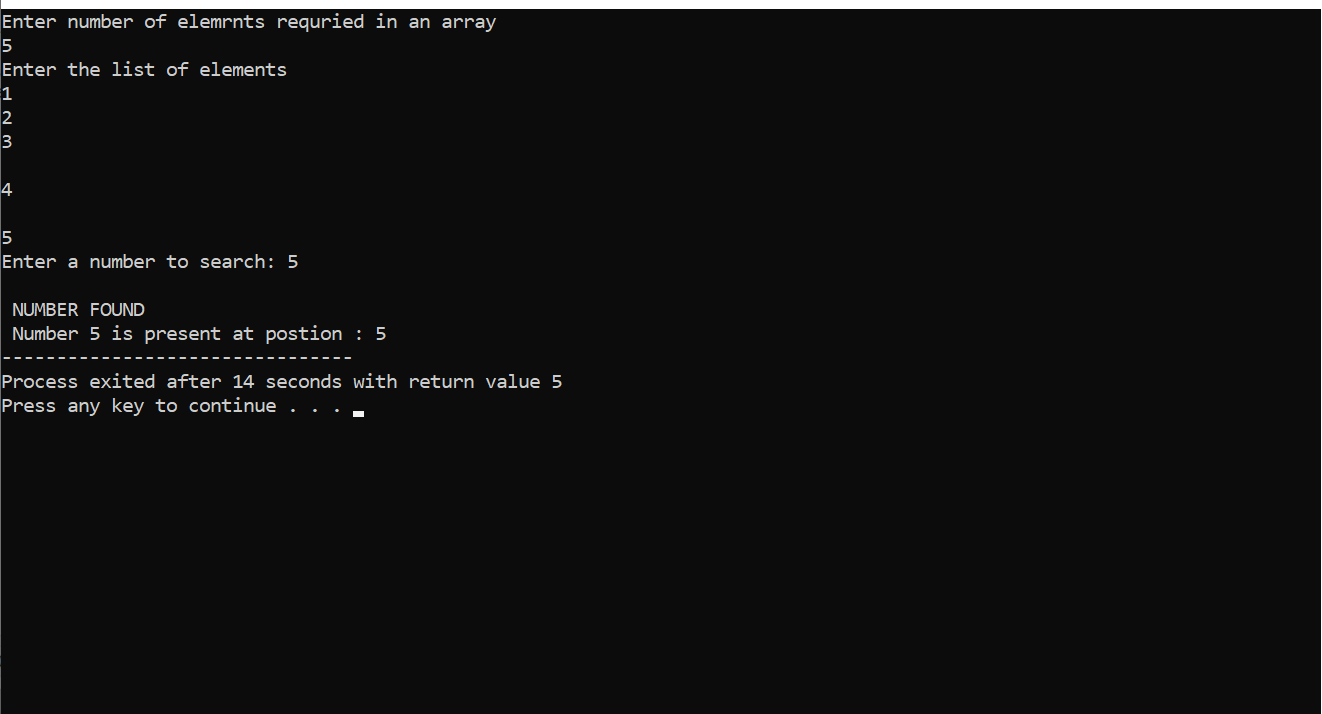 Enter number of elemrnts requried in an array
5
Enter the list of elements
1
2
3
4
5
Enter a number to search: 5
NUMBER FOUND
Number 5 is present at postion : 5
--------------------------------
Process exited after 14 seconds with return value 5
Press any key to continue . . .